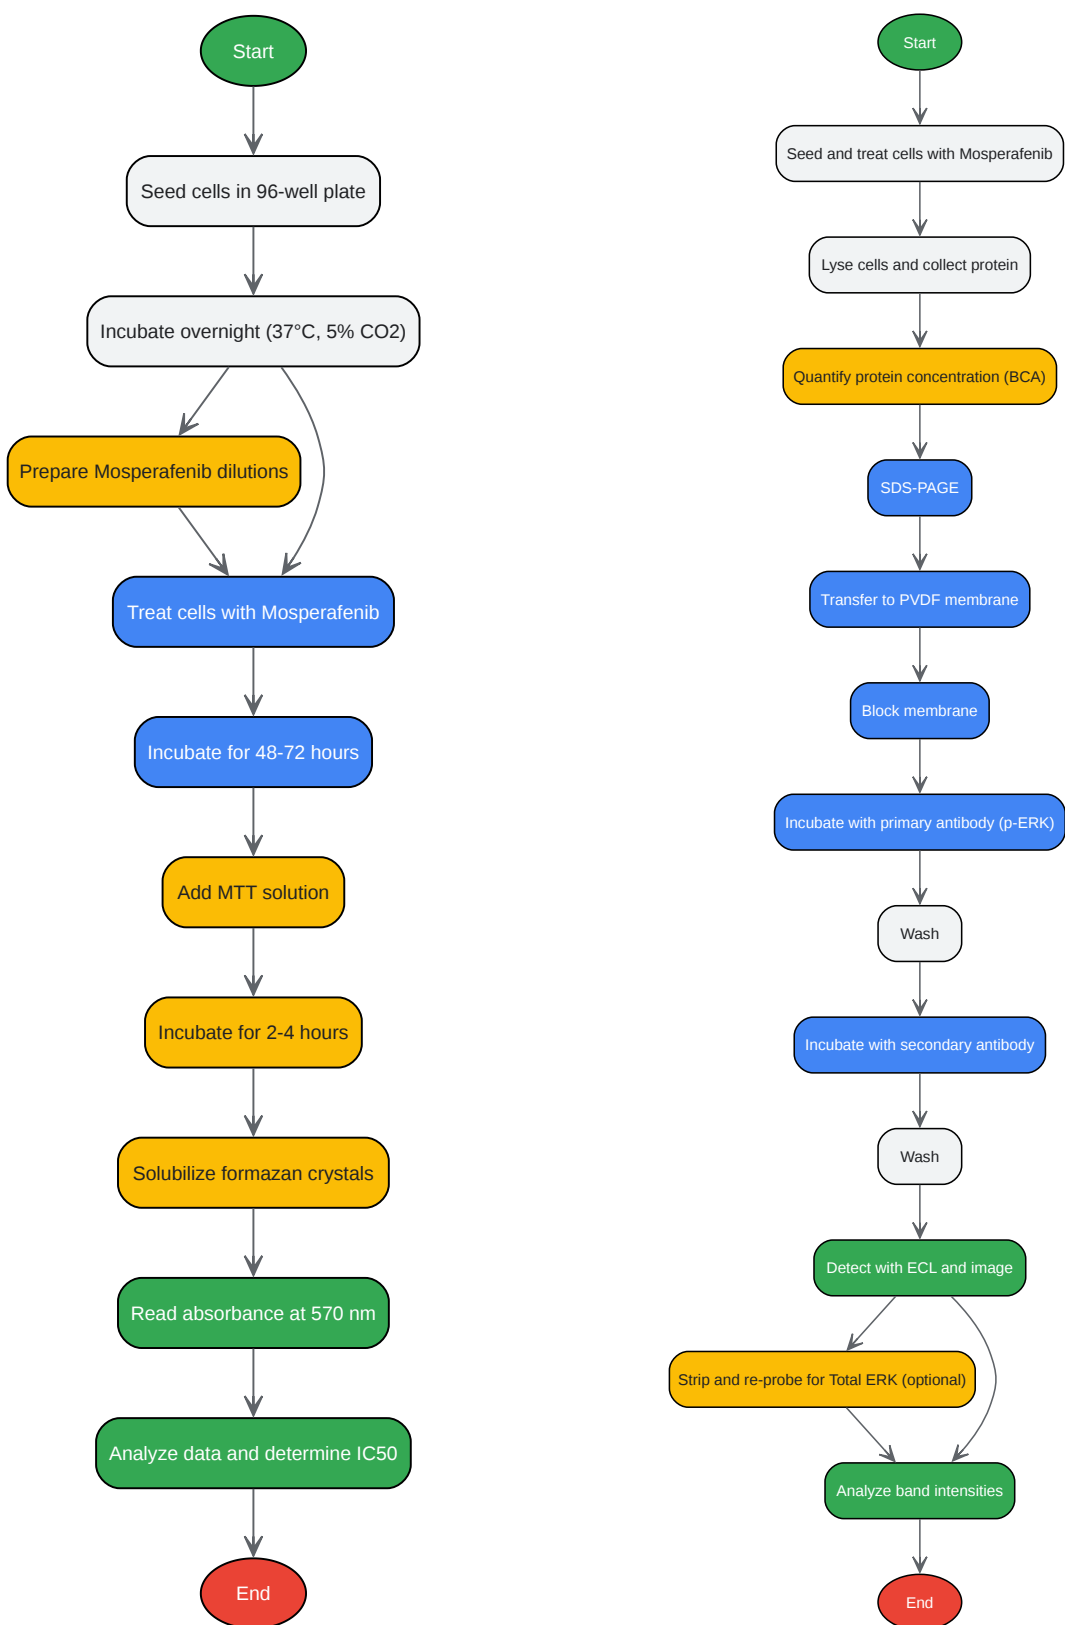 Start
Seed cells in 96-well plate
Incubate overnight (37°C, 5% CO2)
Prepare Mosperafenib dilutions
Treat cells with Mosperafenib
Incubate for 48-72 hours
Add MTT solution
Incubate for 2-4 hours
Solubilize formazan crystals
Read absorbance at 570 nm
Analyze data and determine IC50
End
Start
Seed and treat cells with Mosperafenib
Lyse cells and collect protein
Quantify protein concentration (BCA)
SDS-PAGE
Transfer to PVDF membrane
Block membrane
Incubate with primary antibody (p-ERK)
Wash
Incubate with secondary antibody
Wash
Detect with ECL and image
Strip and re-probe for Total ERK (optional)
Analyze band intensities
End